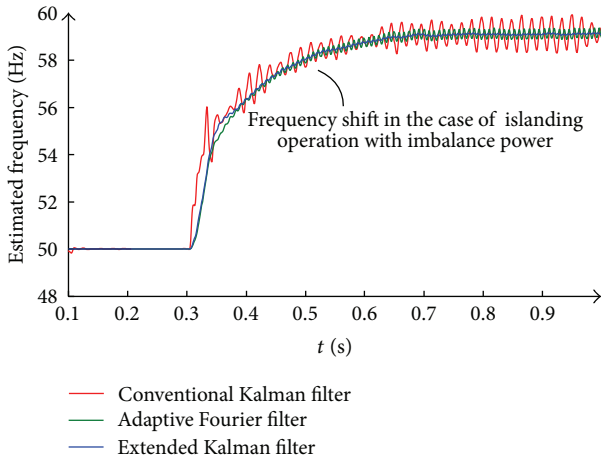 Estimated frequency (Hz)
60
58
56
54
52
50
48
Frequency shift in the case of islanding
operation with imbalance power
0.1
0.2
0.3
0.4
0.5
0.6
0.7
0.8
0.9
t (s)
Conventional Kalman filter
Adaptive Fourier filter
Extended Kalman filter